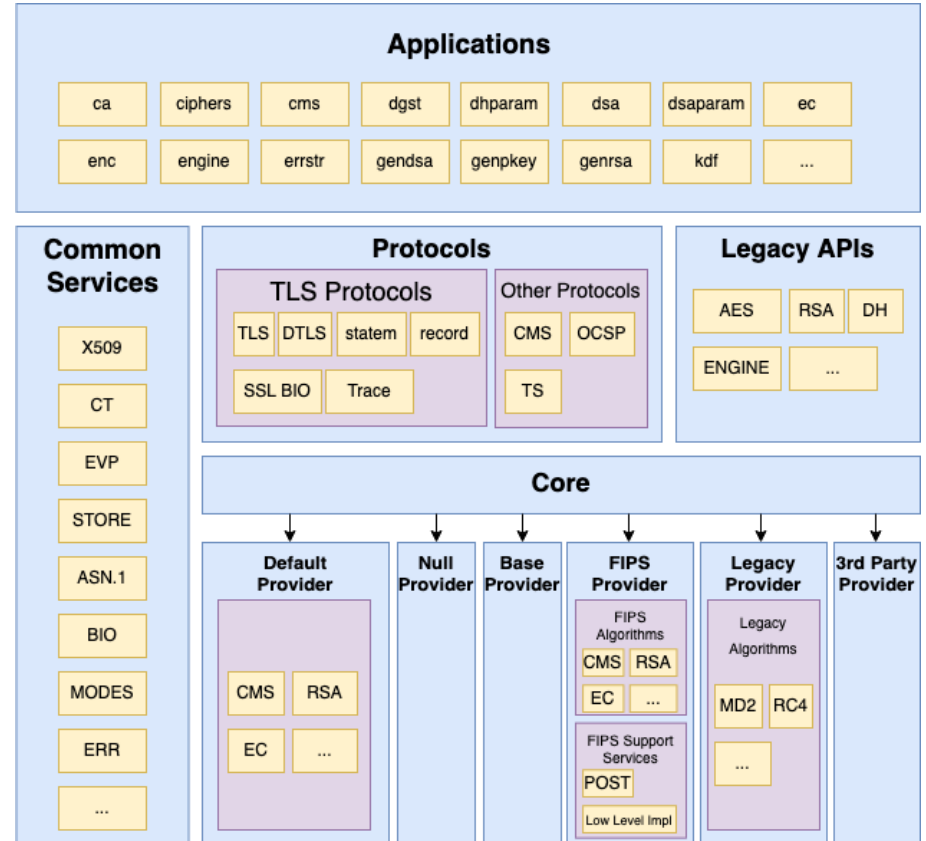 Applications
ca
ciphers
cms
dgst
dhparam
dsa
dsaparam
ec
enc
engine
errstr
gendsa
genpkey
genrsa
kdf
...
Common
Services
X509
CT
EVP
STORE
ASN.1
BIO
MODES
ERR
...
Protocols
TLS Protocols
TLS
DTLS
statem
record
SSL BIO
Trace
Other Protocols
CMS
OCSP
TS
Legacy APIs
AES
RSA
DH
ENGINE
...
Core
Default
Provider
CMS
RSA
EC
...
Null
Provider
Base
Provider
FIPS
Provider
FIPS
Algorithms
CMS
RSA
EC
...
FIPS Support
Services
POST
Low Level Impl
Legacy
Provider
Legacy
Algorithms
MD2
RC4
...
3rd Party
Provider